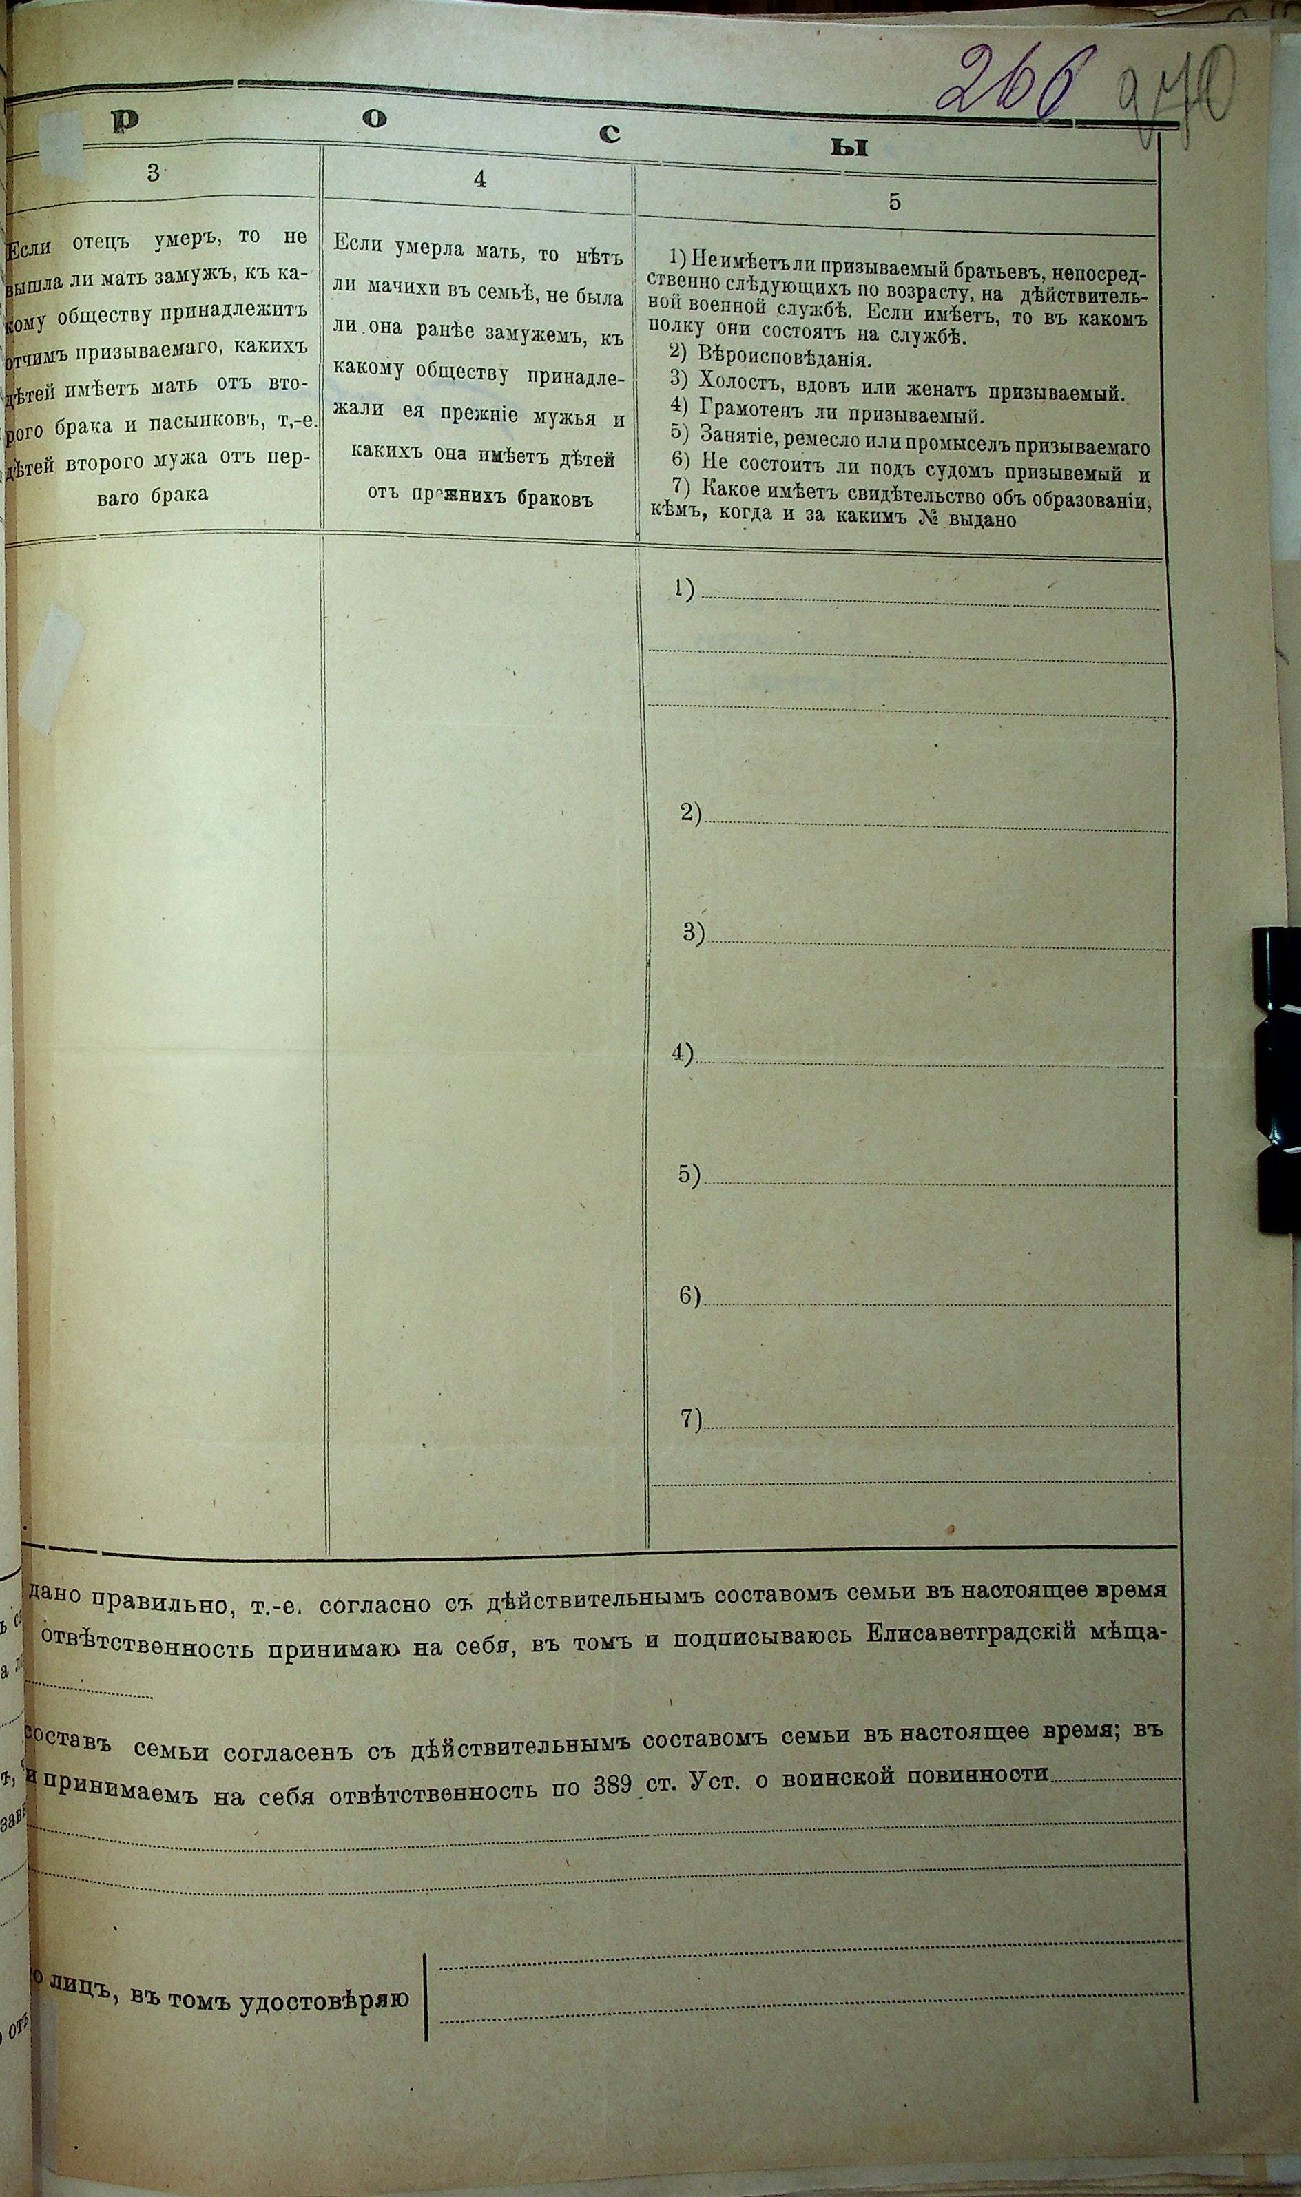 266 270
Р О С Ы
3
Если отецъ умеръ, то не
вышла ли мать замужъ, къ ка-
кому обществу принадлежитъ
отчимъ призываемаго, какихъ
дѣтей имѣетъ мать отъ вто-
рого брака и пасынковъ, т,-е.
дѣтей второго мужа отъ пер-
ваго брака
4
Если умерла мать, то нѣтъ
ли мачихи въ семьѣ, не была
ли она ранѣе замужемъ, къ
какому обществу принадле-
жали ея прежніе мужья и
какихъ она имѣетъ дѣтей
отъ прежнихъ браковъ
5
1) Не имѣетъ ли призываемый братьевъ, непосред-
ственно слѣдующихъ по возрасту, на дѣйствитель-
ной военной службѣ. Если имѣетъ, то въ какомъ
полку они состоятъ на службѣ.
2) Вѣроисповѣданія.
3) Холостъ, вдовъ или женатъ призываемый.
4) Грамотенъ ли призываемый.
5) Занятіе, ремесло или промыселъ призываемаго
6) Не состоитъ ли подъ судомъ призывемый и
7) Какое имѣетъ свидѣтельство объ образованіи,
кѣмъ, когда и за какимъ № выдано
1)
2)
3)
4)
5)
6)
7)
дано правильно, т.-е. согласно съ дѣйствительнымъ составомъ семьи въ настоящее время
отвѣтственность принимаю на себя, въ томъ и подписываюсь Елисаветградскій мѣща-
составъ семьи согласенъ съ дѣйствительнымъ составомъ семьи въ настоящее время; въ
и принимаемъ на себя отвѣтственность по 389 ст. Уст. о воинской повинности
лицъ, въ томъ удостовѣряю